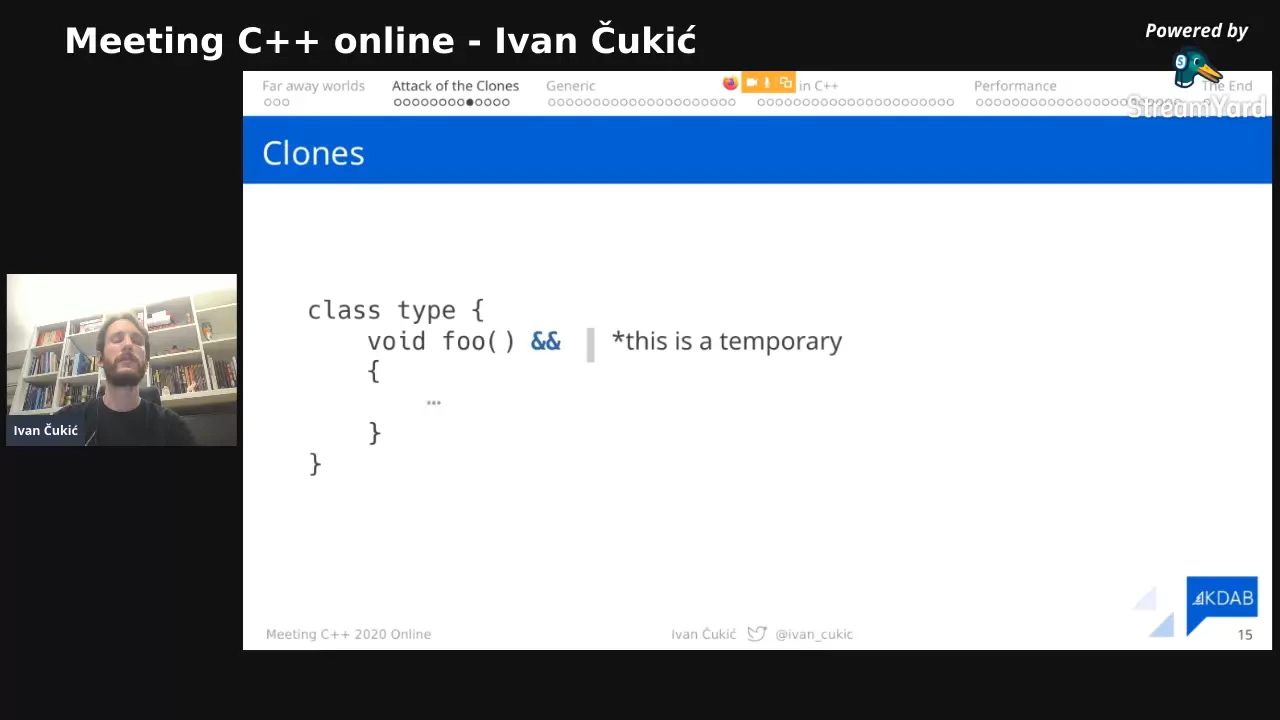 Meeting C++ online - Ivan Čukić
Powered by
StreamYard
Far away worlds
Attack of the Clones
Generic
in C++
Performance
The End
Clones
class type {
void foo() && *this is a temporary
{
…
}
}
Ivan Čukić
KDAB
Meeting C++ 2020 Online
Ivan Čukić @ivan_cukic
15